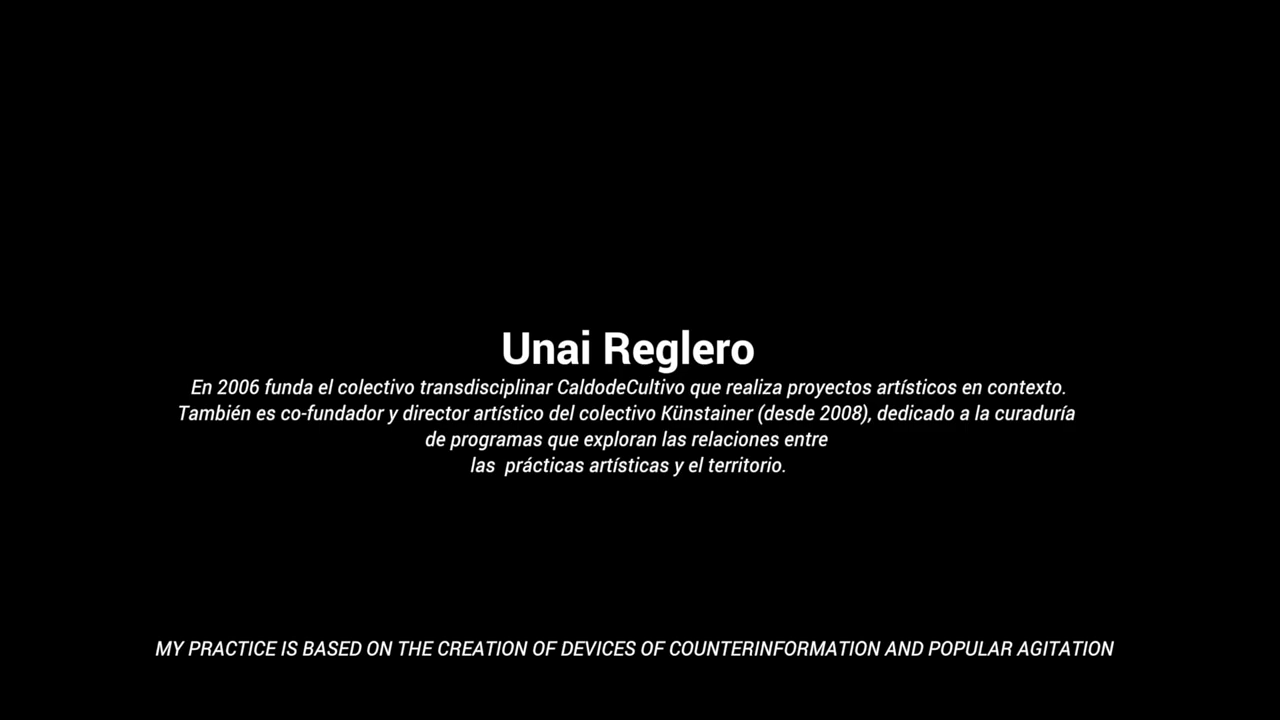 Unai Reglero
En 2006 funda el colectivo transdisciplinar CaldodeCultivo que realiza proyectos artísticos en contexto.
También es co-fundador y director artístico del colectivo Künstainer (desde 2008), dedicado a la curaduría
de programas que exploran las relaciones entre
las prácticas artísticas y el territorio.
MY PRACTICE IS BASED ON THE CREATION OF DEVICES OF COUNTERINFORMATION AND POPULAR AGITATION